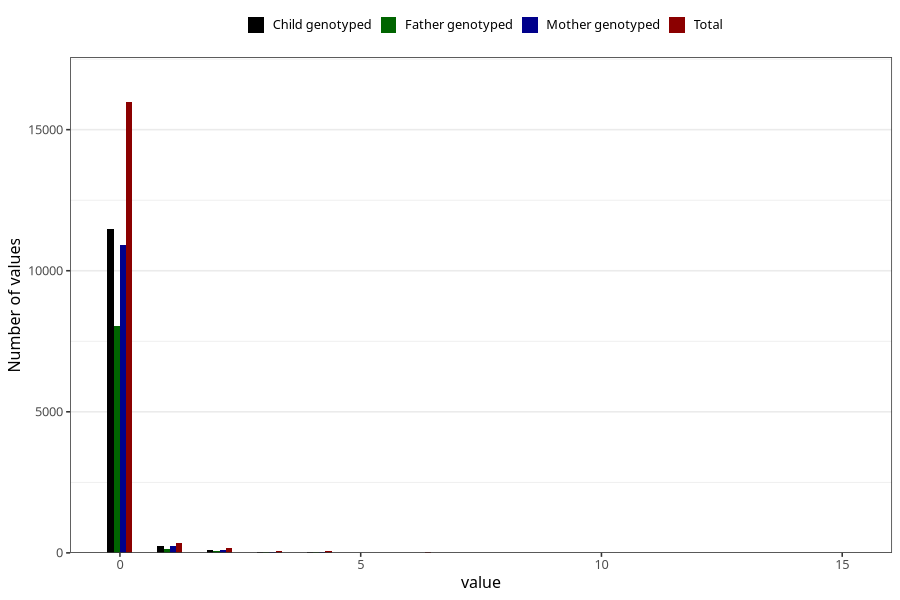 Child genotyped Father genotyped Mother genotyped Total
Number of values
15000
10000
5000
0
0 5 10 15
value